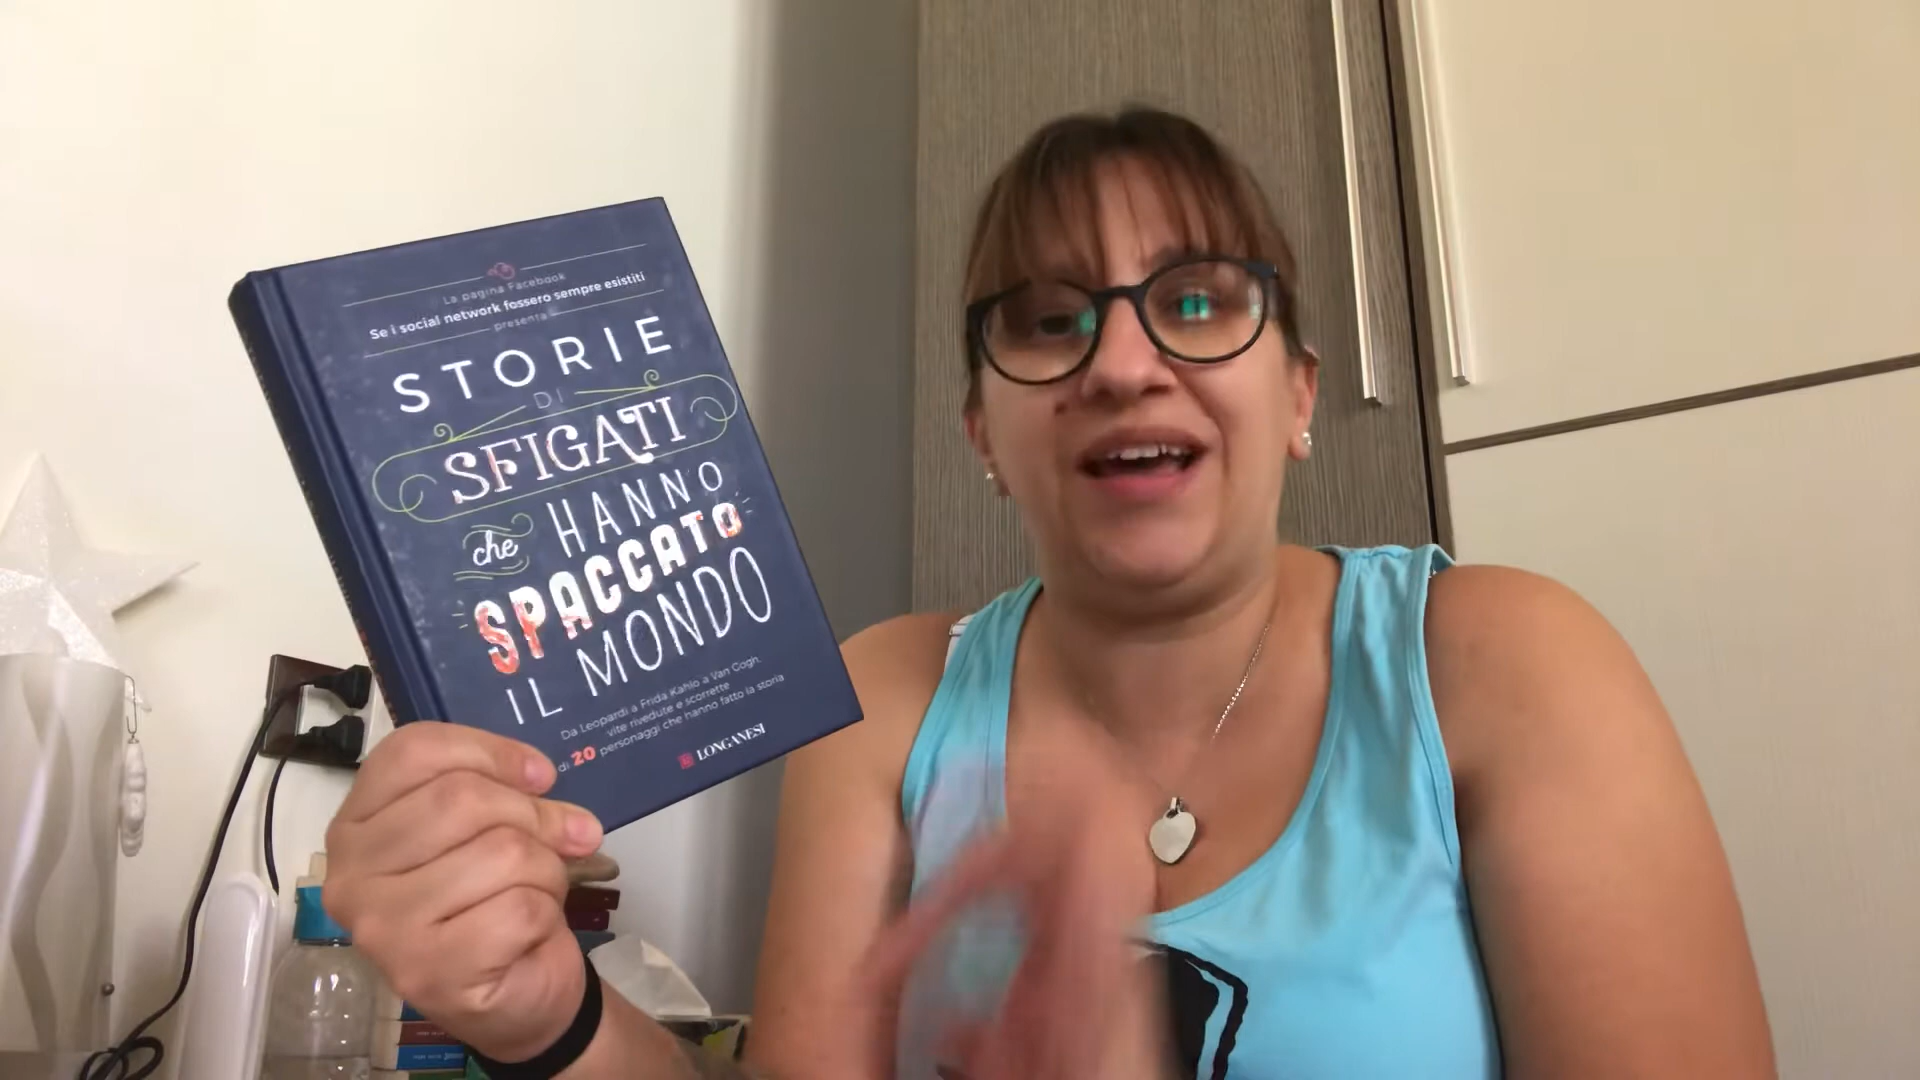 La pagina Facebook
Se i social network fossero sempre esistiti
presenta
STORIE
DI
SFIGATI
che HANNO
SPACCATO
IL MONDO
Da Leopardi a Frida Kahlo a Van Gogh,
vite rivedute e scorrette
di 20 personaggi che hanno fatto la storia
LONGANESI